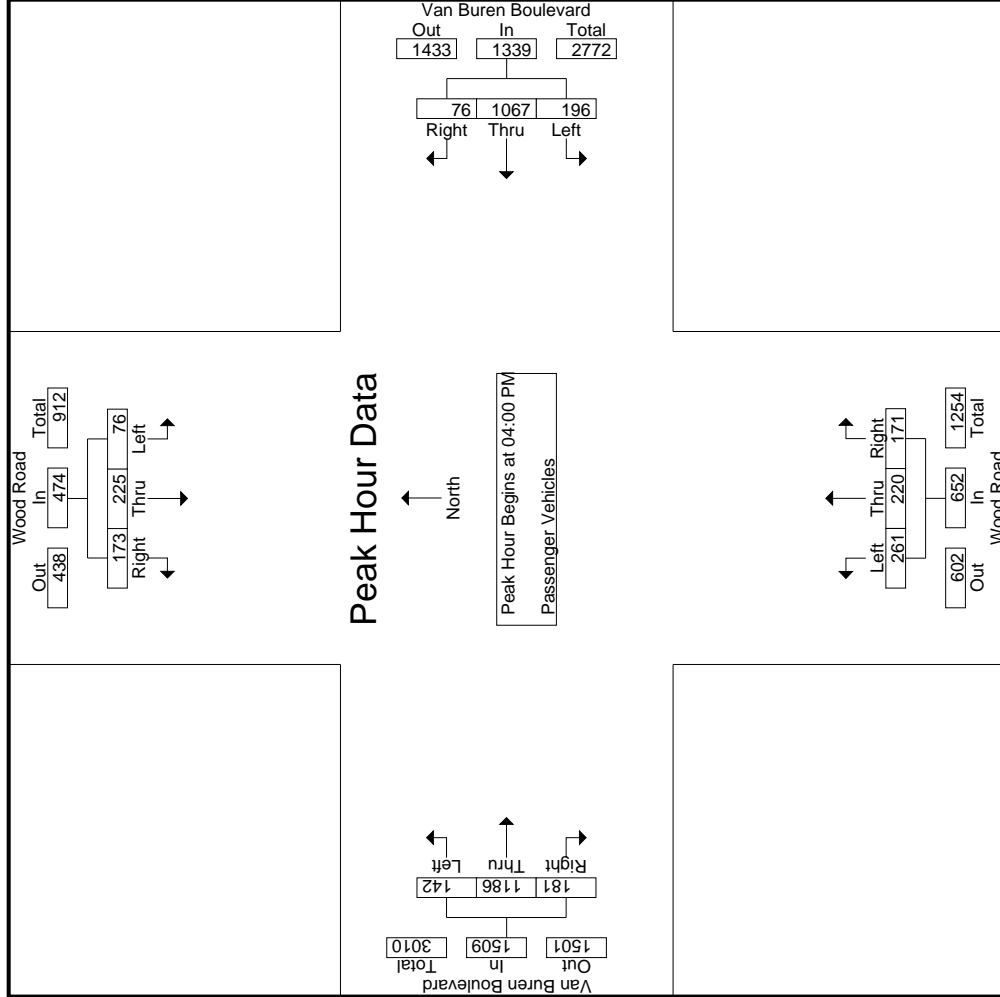 Van Buren Boulevard
Out In Total
1433 1339 2772
76 1067 196
Right Thru Left
Wood Road
Out In Total
438 474 912
173 225 76
Right Thru Left
Peak Hour Data
North
Peak Hour Begins at 04:00 PM
Passenger Vehicles
Left Thru Right
261 220 171
602 652 1254
Out In Total
Wood Road
Left Thru Right
142 1186 181
3010 1509 1501
Total In Out
Van Buren Boulevard